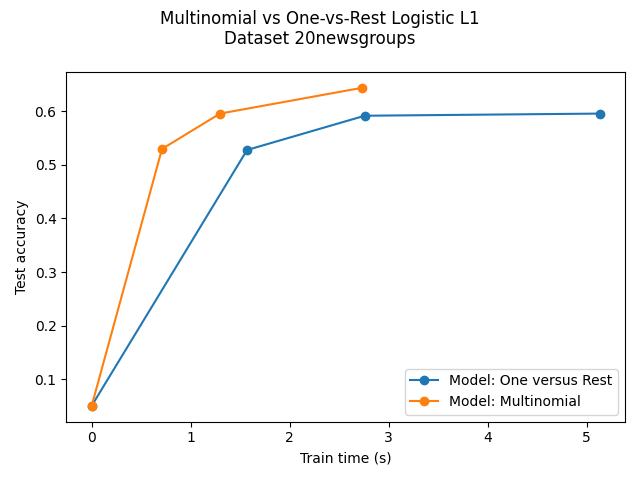 Multinomial vs One-vs-Rest Logistic L1
Dataset 20newsgroups
0.6
0.5
0.4
0.3
0.2
0.1
Test accuracy
0 1 2 3 4 5
Train time (s)
Model: One versus Rest
Model: Multinomial